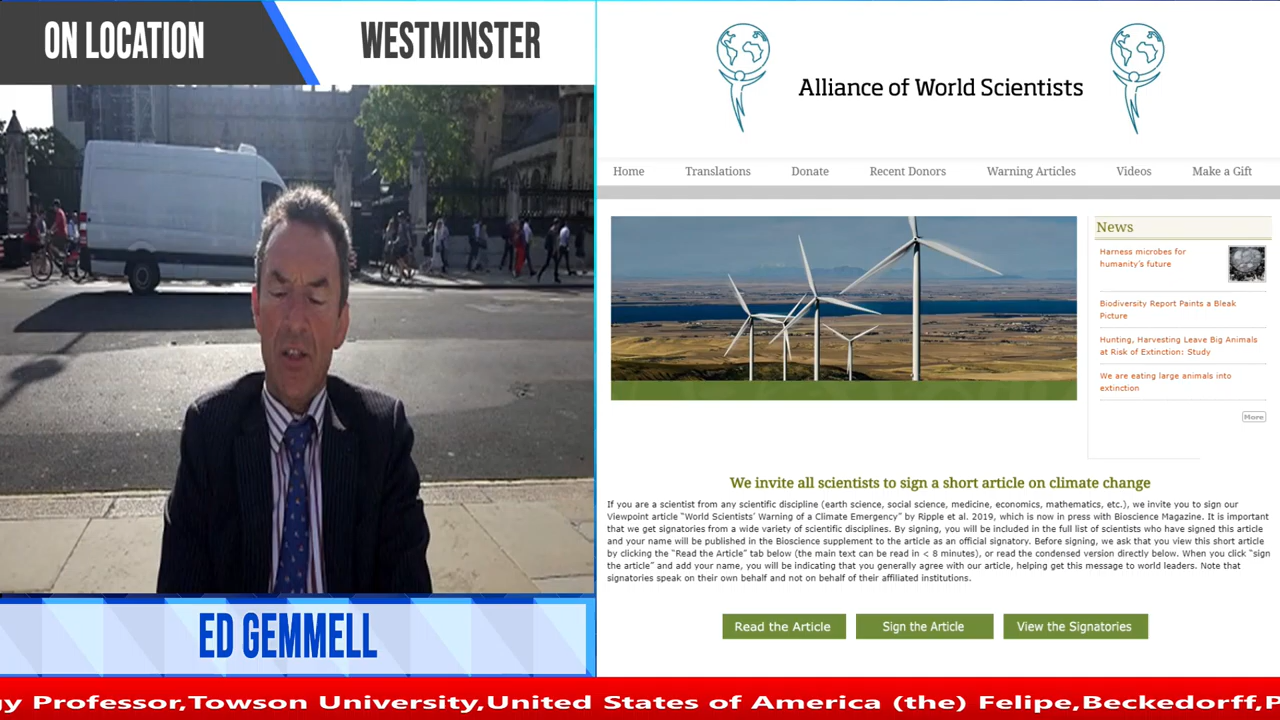 ON LOCATION
WESTMINSTER
Alliance of World Scientists
Home
Translations
Donate
Recent Donors
Warning Articles
Videos
Make a Gift
News
Harness microbes for
humanity's future
Biodiversity Report Paints a Bleak
Picture
Hunting, Harvesting Leave Big Animals
at Risk of Extinction: Study
We are eating large animals into
extinction
More
We invite all scientists to sign a short article on climate change
If you are a scientist from any scientific discipline (earth science, social science, medicine, economics, mathematics, etc.), we invite you to sign our
Viewpoint article "World Scientists' Warning of a Climate Emergency" by Ripple et al. 2019, which is now in press with Bioscience Magazine. It is important
that we get signatories from a wide variety of scientific disciplines. By signing, you will be included in the full list of scientists who have signed this article
and your name will be published in the Bioscience supplement to the article as an official signatory. Before signing, we ask that you view this short article
by clicking the "Read the Article" tab below (the main text can be read in < 8 minutes), or read the condensed version directly below. When you click "sign
the article" and add your name, you will be indicating that you generally agree with our article, helping get this message to world leaders. Note that
signatories speak on their own behalf and not on behalf of their affiliated institutions.
Read the Article
Sign the Article
View the Signatories
ED GEMMELL
gy Professor,Towson University,United States of America (the) Felipe,Beckedorff,P